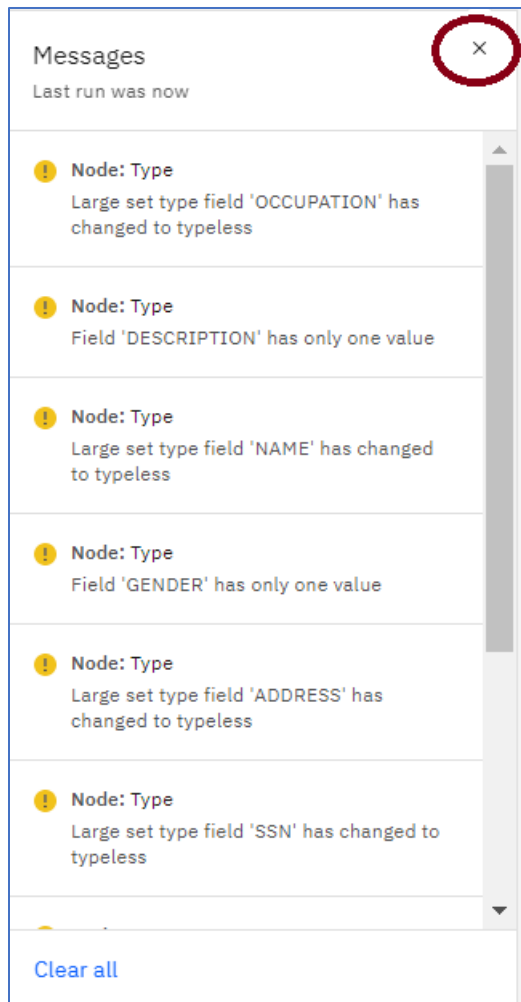 Messages
Last run was now
Node: Type
Large set type field 'OCCUPATION' has
changed to typeless
Node: Type
Field 'DESCRIPTION' has only one value
Node: Type
Large set type field 'NAME' has changed
to typeless
Node: Type
Field 'GENDER' has only one value
Node: Type
Large set type field 'ADDRESS' has
changed to typeless
Node: Type
Large set type field 'SSN' has changed to
typeless
Clear all